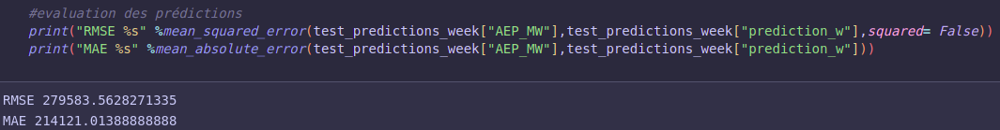 #evaluation des prédictions
print("RMSE %s" %mean_squared_error(test_predictions_week["AEP_MW"],test_predictions_week["prediction_w"],squared= False))
print("MAE %s" %mean_absolute_error(test_predictions_week["AEP_MW"],test_predictions_week["prediction_w"]))
RMSE 279583.5628271335
MAE 214121.01388888888